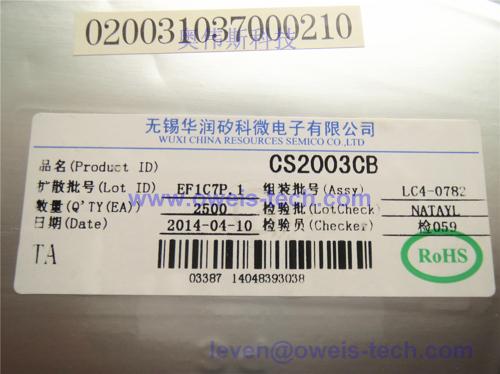 020031037000210
奥伟斯科技
无锡华润矽科微电子有限公司
WUXI CHINA RESOURCES SEMICO CO.,LTD
品名(Product ID) CS2003CB
扩散批号(Lot ID) EF1C7P.1 组装批号(Assy) LC4-0782
数量(Q'TY(EA)) 2500 检验批(LotCheck) NATAYL
日期(Date) 2014-04-10 检验员(Checker) 检059
TA
RoHS
03387 14048393038
www.oweis-tech.com
leven@oweis-tech.com